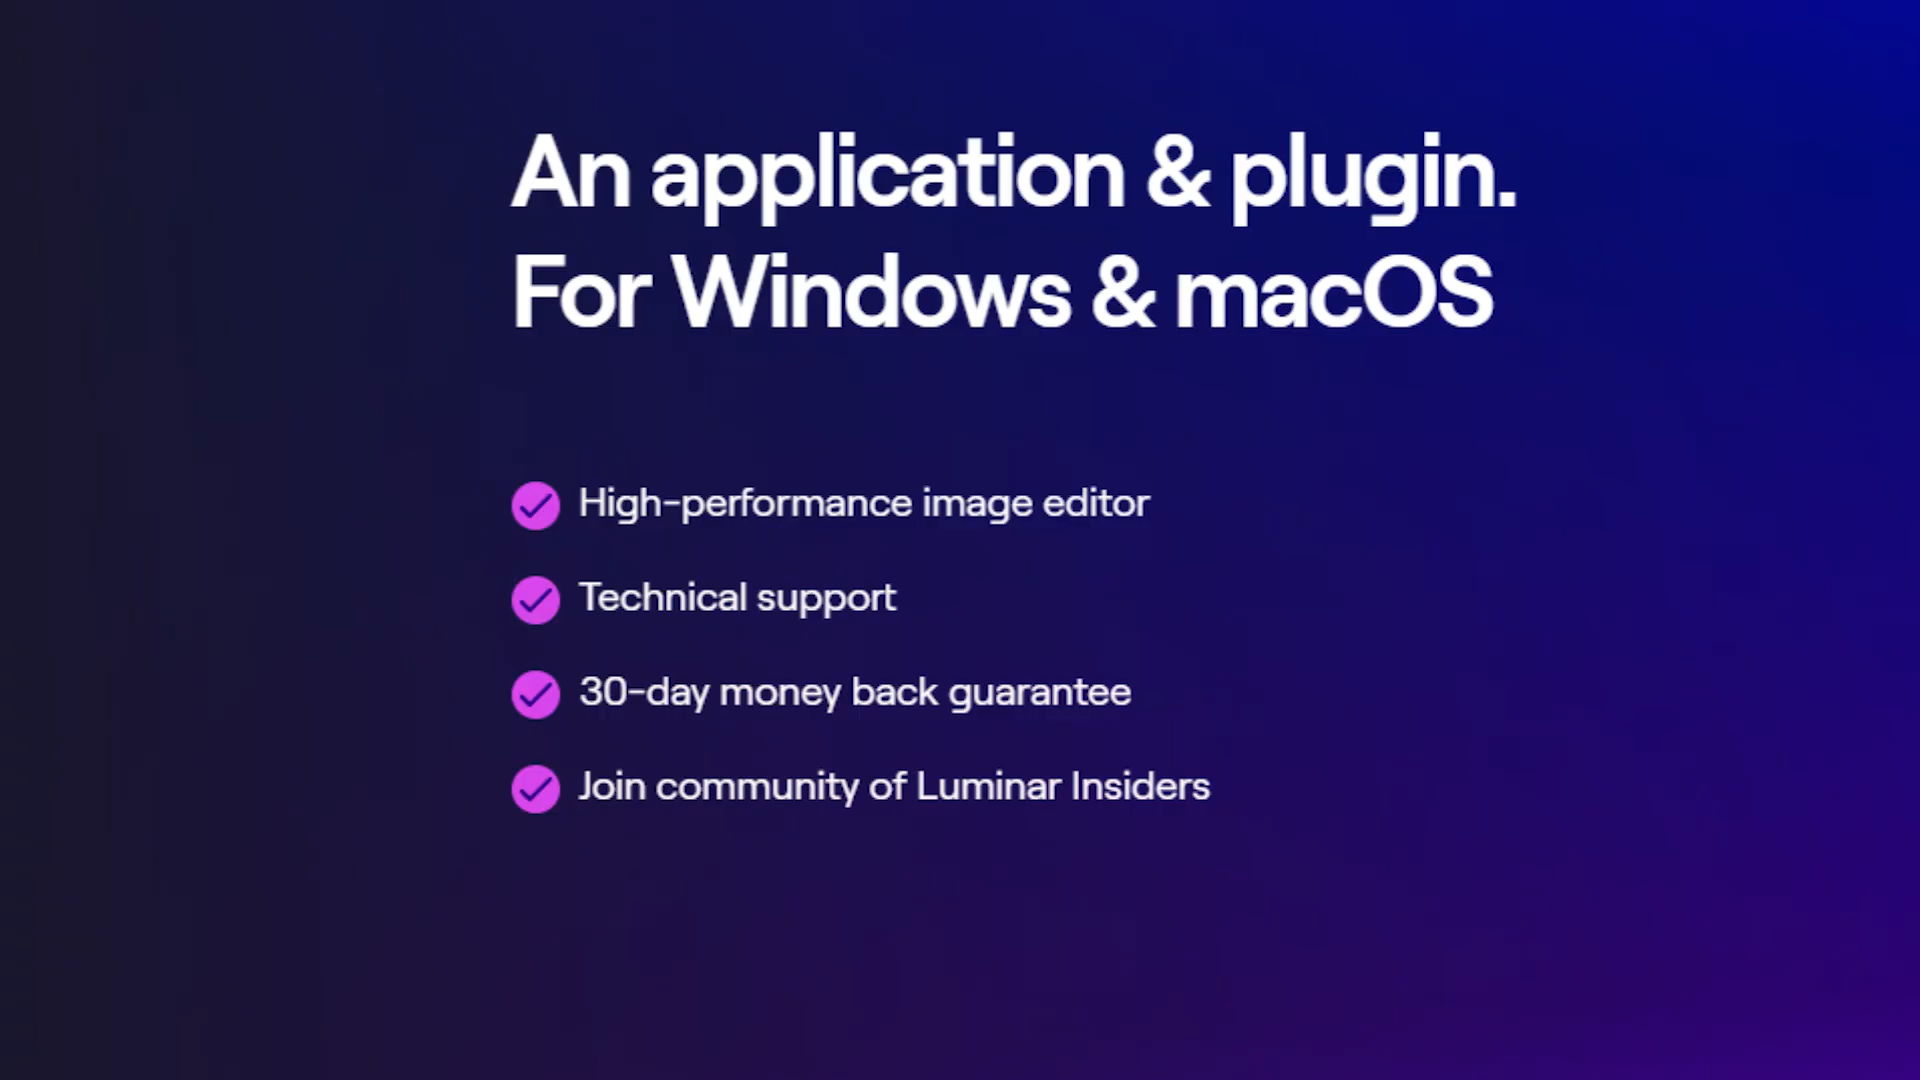 An application & plugin.
For Windows & macOS
High-performance image editor
Technical support
30-day money back guarantee
Join community of Luminar Insiders